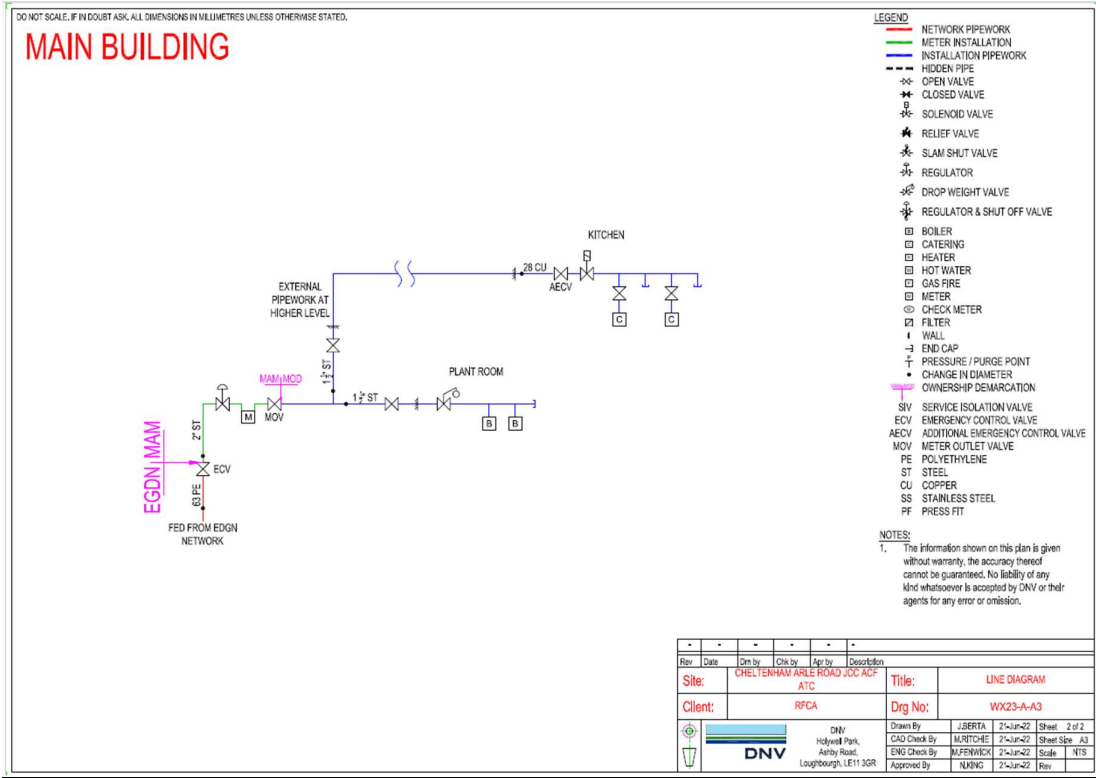 DO NOT SCALE, IF IN DOUBT ASK. ALL DIMENSIONS IN MILLIMETRES UNLESS OTHERWISE STATED.
MAIN BUILDING
LEGEND
NETWORK PIPEWORK
METER INSTALLATION
INSTALLATION PIPEWORK
HIDDEN PIPE
OPEN VALVE
CLOSED VALVE
SOLENOID VALVE
RELIEF VALVE
SLAM SHUT VALVE
REGULATOR
DROP WEIGHT VALVE
REGULATOR & SHUT OFF VALVE
BOILER
CATERING
HEATER
HOT WATER
GAS FIRE
METER
CHECK METER
FILTER
WALL
END CAP
P PRESSURE / PURGE POINT
CHANGE IN DIAMETER
OWNERSHIP DEMARCATION
SIV SERVICE ISOLATION VALVE
ECV EMERGENCY CONTROL VALVE
AECV ADDITIONAL EMERGENCY CONTROL VALVE
MOV METER OUTLET VALVE
PE POLYETHYLENE
ST STEEL
CU COPPER
SS STAINLESS STEEL
PF PRESS FIT
KITCHEN
28 CU
AECV
C
C
EXTERNAL
PIPEWORK AT
HIGHER LEVEL
1½" ST
MAM MOD
PLANT ROOM
1½" ST
M
MOV
B
B
2" ST
EGDN MAM
ECV
63 PE
FED FROM EDGN
NETWORK
NOTES:
1. The information shown on this plan is given
without warranty, the accuracy thereof
cannot be guaranteed. No liability of any
kind whatsoever is accepted by DNV or their
agents for any error or omission.
- - - - - -
Rev Date Drn by Chk by Apr by Description
Site: CHELTENHAM ARLE ROAD JCC ACF
ATC
Title: LINE DIAGRAM
Client: RFCA
Drg No: WX23-A-A3
DNV
DNV
Holywell Park,
Ashby Road,
Loughbourgh, LE11 3GR
Drawn By J.BERTA 21-Jun-22 Sheet 2 of 2
CAD Check By M.RITCHIE 21-Jun-22 Sheet Size A3
ENG Check By M.FENWICK 21-Jun-22 Scale NTS
Approved By N.KING 21-Jun-22 Rev